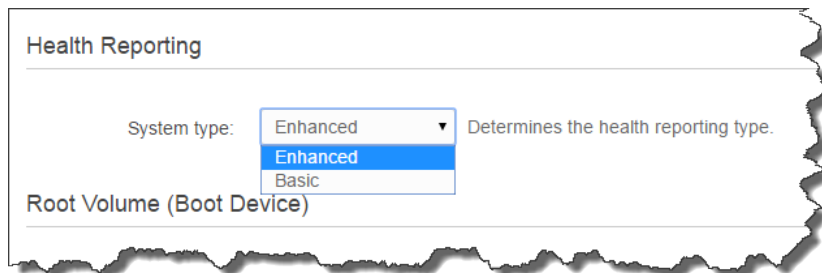 Health Reporting
System type: Enhanced Determines the health reporting type.
Enhanced
Basic
Root Volume (Boot Device)